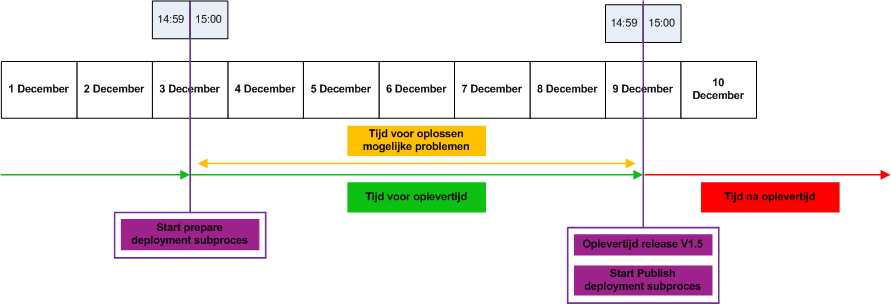 14:59 15:00 14:59 15:00
1 December 2 December 3 December 4 December 5 December 6 December 7 December 8 December 9 December 10
December
Tijd voor oplossen
mogelijke problemen
Tijd voor oplevertijd Tijd na oplevertijd
Start prepare
deployment subproces
Oplevertijd release V1.5
Start Publish
deployment subproces